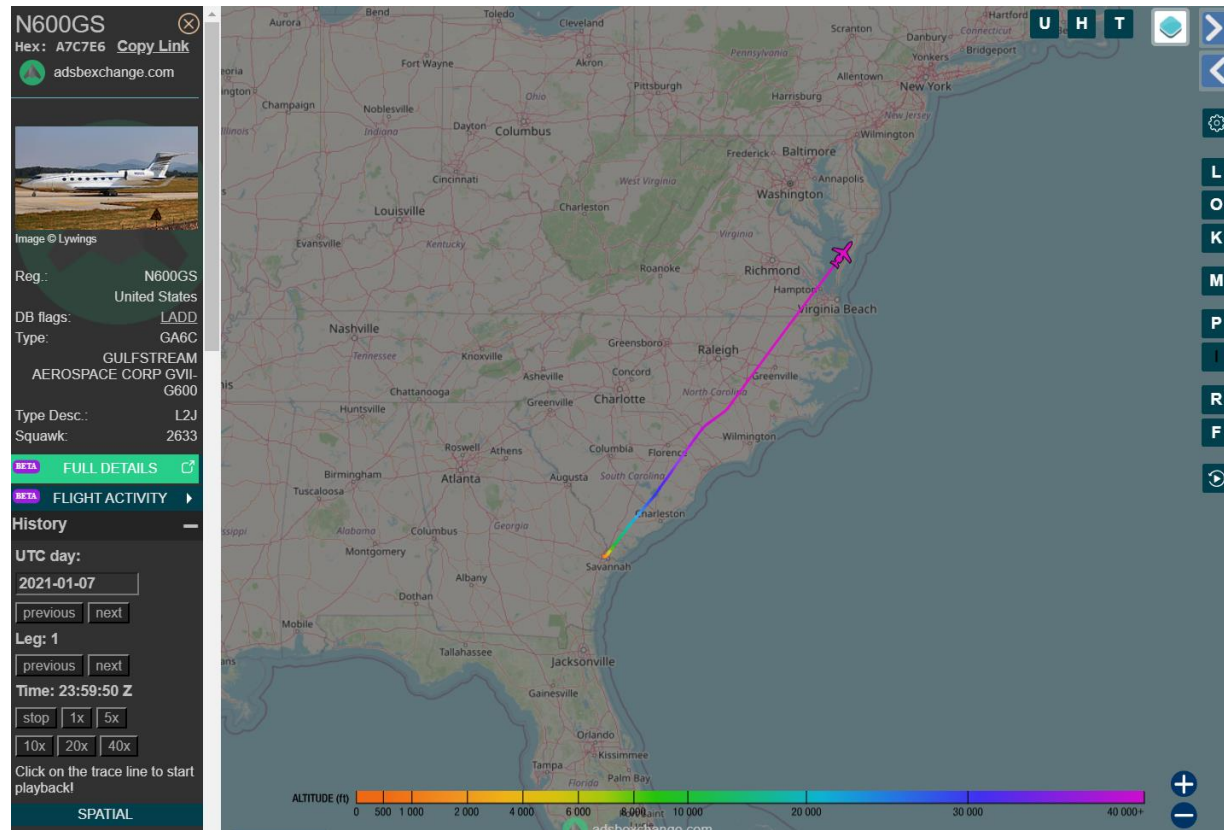 N600GS
Hex: A7C7E6 Copy Link
adsbexchange.com
Image © Lywings
Reg.: N600GS
United States
DB flags: LADD
Type: GA6C
GULFSTREAM
AEROSPACE CORP GVII-
G600
Type Desc.: L2J
Squawk: 2633
BETA FULL DETAILS
BETA FLIGHT ACTIVITY
History
UTC day:
2021-01-07
previous next
Leg: 1
previous next
Time: 23:59:50 Z
stop 1x 5x
10x 20x 40x
Click on the trace line to start
playback!
SPATIAL
U H T
L
O
K
M
P
I
R
F
Aurora
Bend
Toledo
Cleveland
Scranton
Hartford
Danbury
Connecticut
Yonkers
Bridgeport
Fort Wayne
Akron
Pennsylvania
Allentown
New York
Pittsburgh
Harrisburg
New Jersey
Champaign
Noblesville
Ohio
Illinois
Indiana
Dayton
Columbus
Wilmington
Frederick
Baltimore
Cincinnati
West Virginia
Annapolis
Washington
Louisville
Charleston
Evansville
Kentucky
Virginia
Roanoke
Richmond
Hampton
Virginia Beach
Nashville
Greensboro
Raleigh
Tennessee
Knoxville
Asheville
Concord
Greenville
Chattanooga
Greenville
Charlotte
North Carolina
Huntsville
Wilmington
Roswell
Athens
Columbia
Florence
Birmingham
Atlanta
Augusta
South Carolina
Tuscaloosa
Charleston
Alabama
Columbus
Georgia
Montgomery
Savannah
Albany
Dothan
Mobile
Tallahassee
Jacksonville
Gainesville
Orlando
Kissimmee
Tampa
Florida
Palm Bay
ALTITUDE (ft)
0 500 1 000 2 000 4 000 6 000 8 000 10 000 20 000 30 000 40 000+
adsbexchange.com